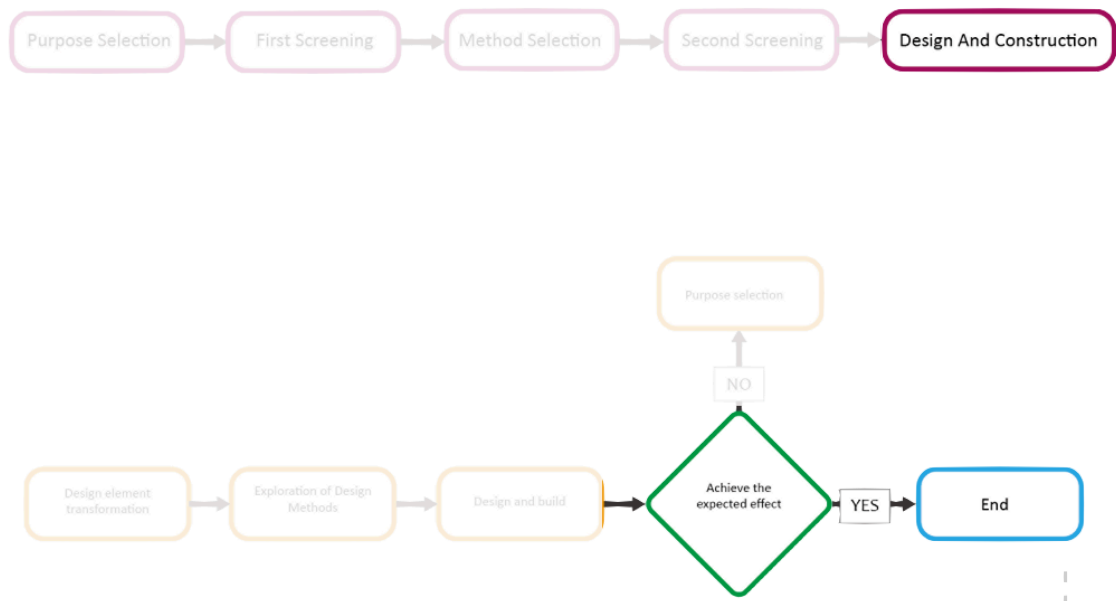 Purpose Selection
First Screening
Method Selection
Second Screening
Design And Construction
Purpose selection
NO
Design element
transformation
Exploration of Design
Methods
Design and build
Achieve the
expected effect
YES
End